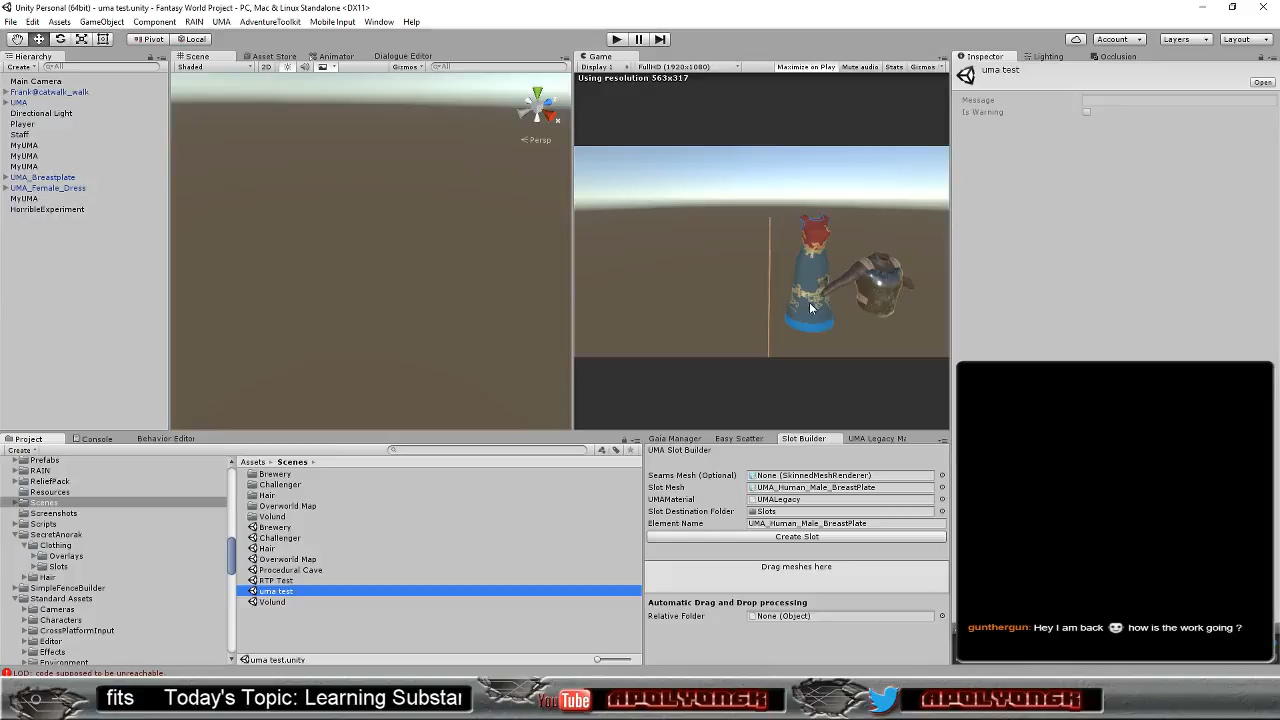 Unity Personal (64bit) - uma test.unity - Fantasy World Project - PC, Mac & Linux Standalone <DX11>
File Edit Assets GameObject Component RAIN UMA AdventureToolkit Mobile Input Window Help
Pivot Local Account Layers Layout
Hierarchy Scene Asset Store Animator Dialogue Editor Game Inspector Lighting Occlusion
Create All Shaded 2D Gizmos All Display 1 FullHD (1920x1080) Maximize on Play Mute audio Stats Gizmos uma test
Using resolution 563x317
Open
Main Camera
Frank@catwalk_walk
UMA
Directional Light
Player
Staff
MyUMA
MyUMA
MyUMA
UMA_Breastplate
UMA_Female_Dress
MyUMA
HorribleExperiment
Persp
Message
Is Warning
Project Console Behavior Editor
Create
Prefabs
RAIN
ReliefPack
Resources
Scenes
Screenshots
Scripts
SecretAnorak
Clothing
Overlays
Slots
Hair
SimpleFenceBuilder
Standard Assets
Cameras
Characters
CrossPlatformInput
Editor
Effects
Environment
Assets Scenes
Brewery
Challenger
Hair
Overworld Map
Volund
Brewery
Challenger
Hair
Overworld Map
Procedural Cave
RTP Test
uma test
Volund
uma test.unity
Gaia Manager Easy Scatter Slot Builder UMA Legacy Ma
UMA Slot Builder
Seams Mesh (Optional) None (SkinnedMeshRenderer)
Slot Mesh UMA_Human_Male_BreastPlate
UMAMaterial UMALegacy
Slot Destination Folder Slots
Element Name UMA_Human_Male_BreastPlate
Create Slot
Drag meshes here
Automatic Drag and Drop processing
Relative Folder None (Object)
gunthergun: Hey I am back how is the work going ?
LOD: code supposed to be unreachable.
fits Today's Topic: Learning Substan
YouTube APOLYONSK APOLYONSK